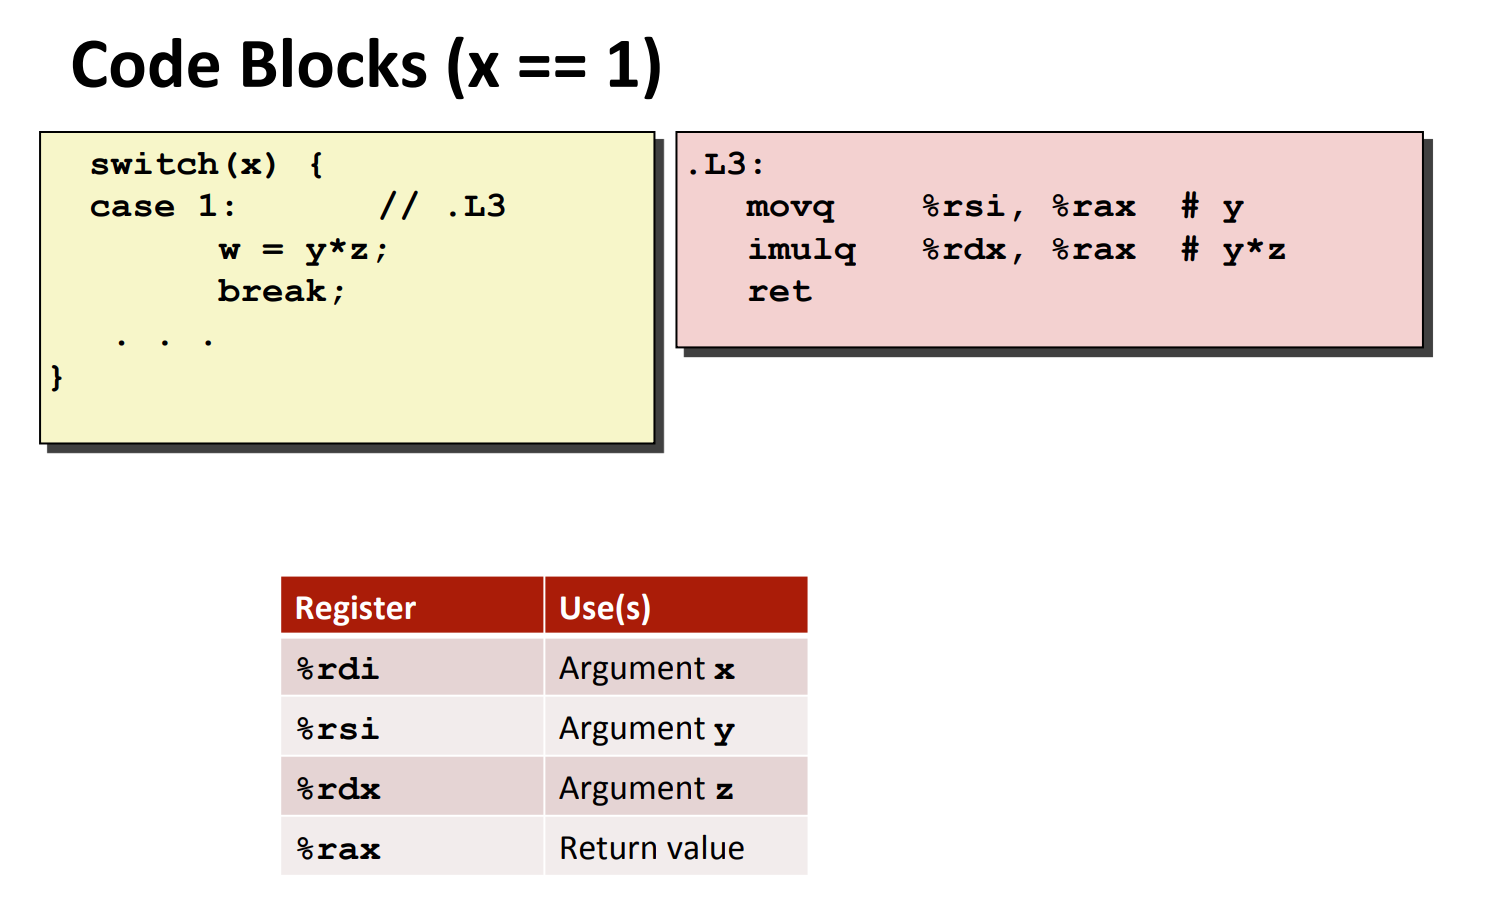 Code Blocks (x == 1)
switch(x) {
case 1:      // .L3
w = y*z;
break;
. . .
}
.L3:
movq    %rsi, %rax  # y
imulq   %rdx, %rax  # y*z
ret
Register Use(s)
%rdi Argument x
%rsi Argument y
%rdx Argument z
%rax Return value